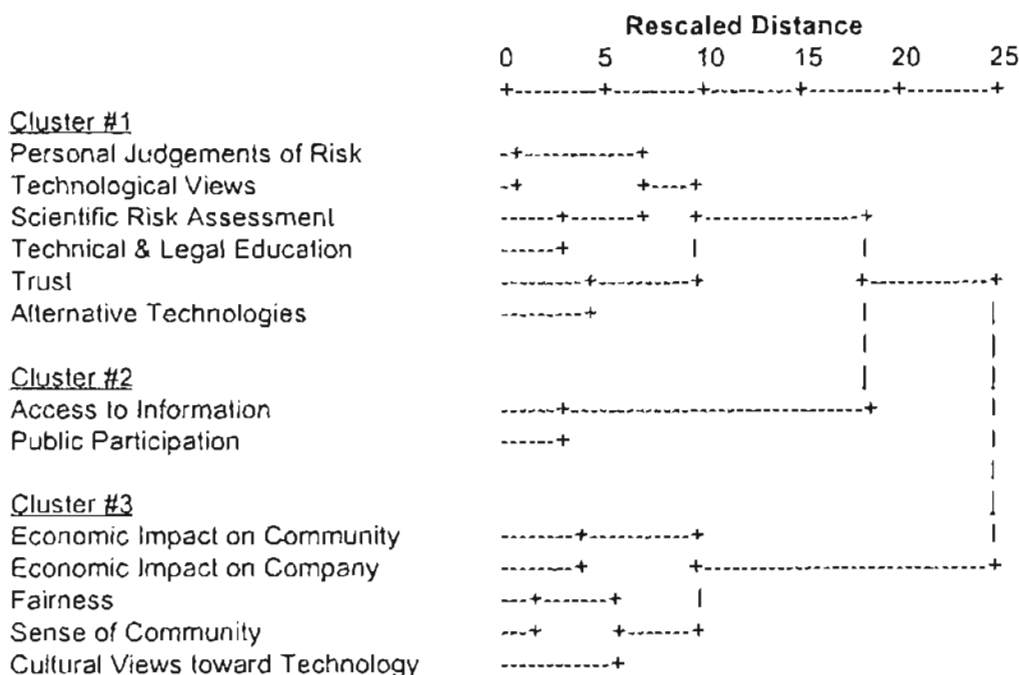 Rescaled Distance
0 5 10 15 20 25
+---------+---------+---------+---------+---------+
Cluster #1
Personal Judgements of Risk
Technological Views
Scientific Risk Assessment
Technical & Legal Education
Trust
Alternative Technologies
Cluster #2
Access to Information
Public Participation
Cluster #3
Economic Impact on Community
Economic Impact on Company
Fairness
Sense of Community
Cultural Views toward Technology